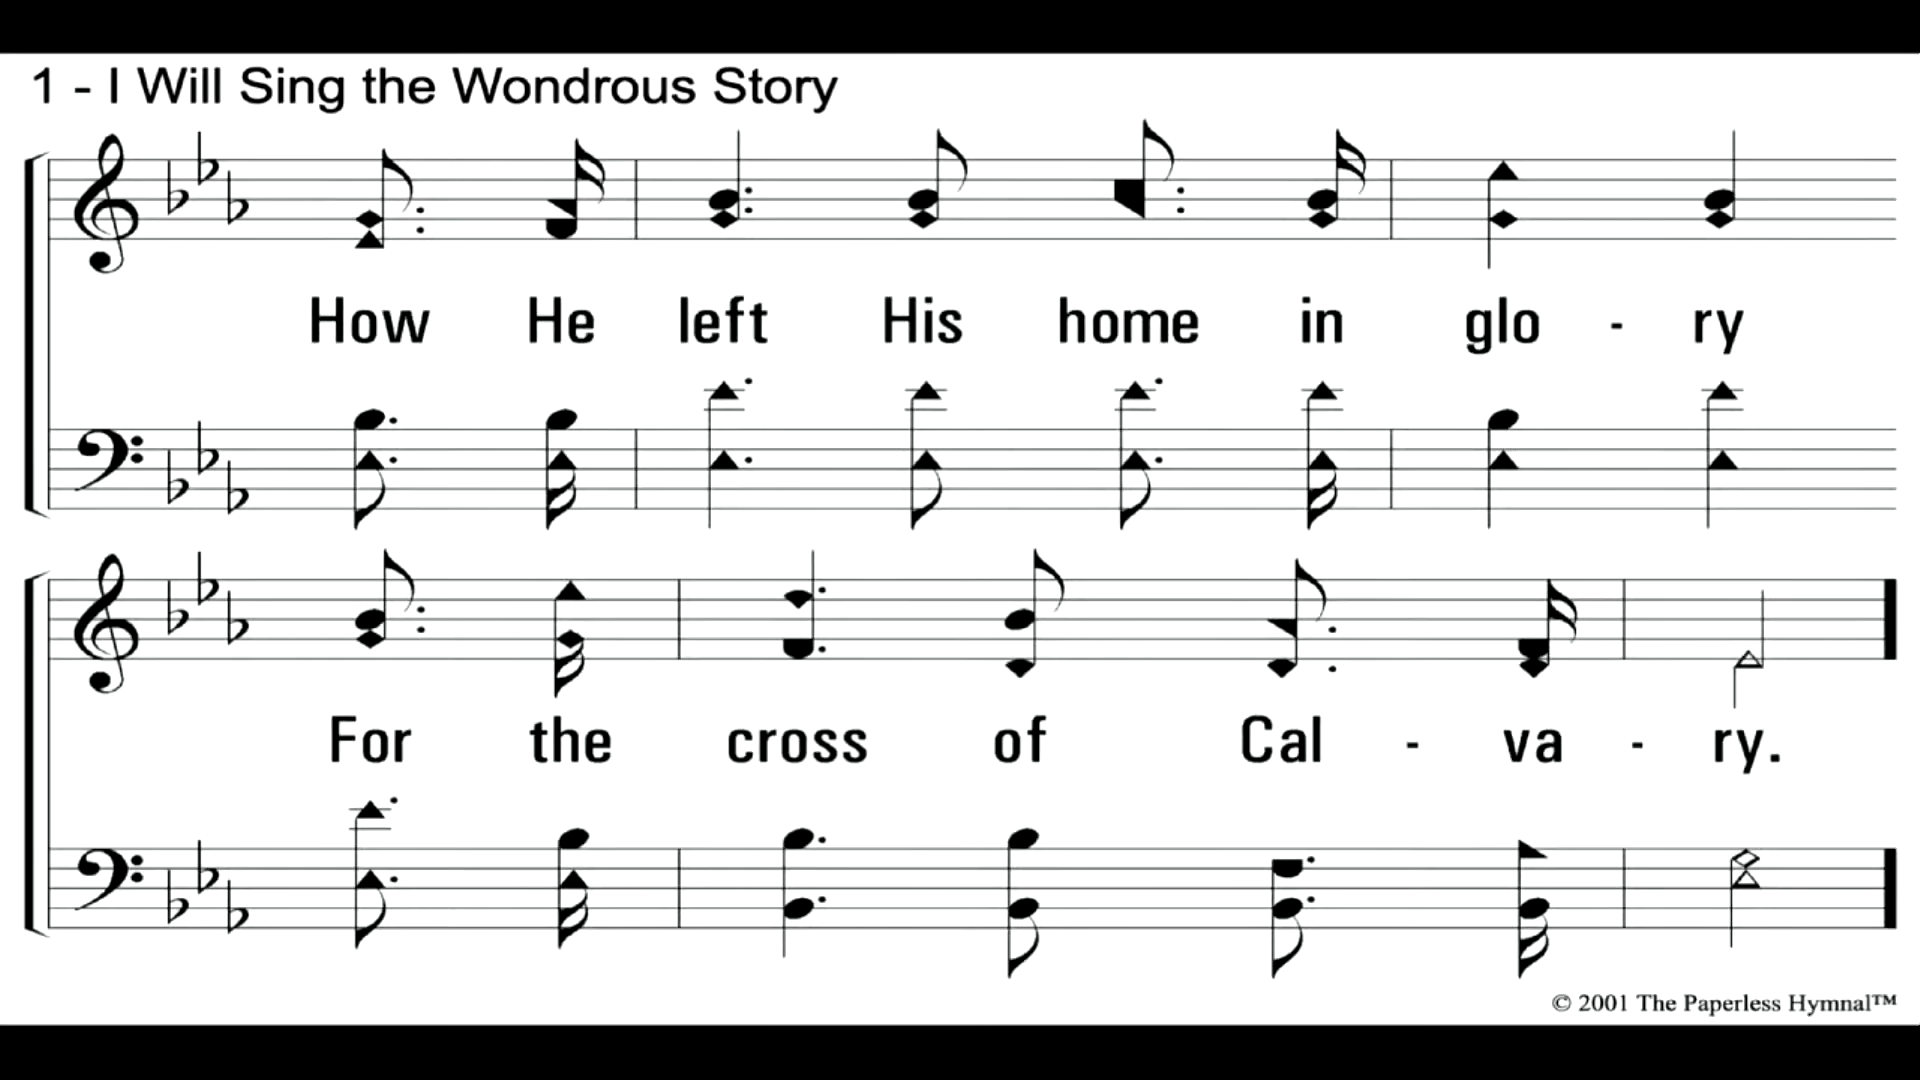 1 - I Will Sing the Wondrous Story
How He left His home in glo - ry
For the cross of Cal - va - ry.
© 2001 The Paperless Hymnal™